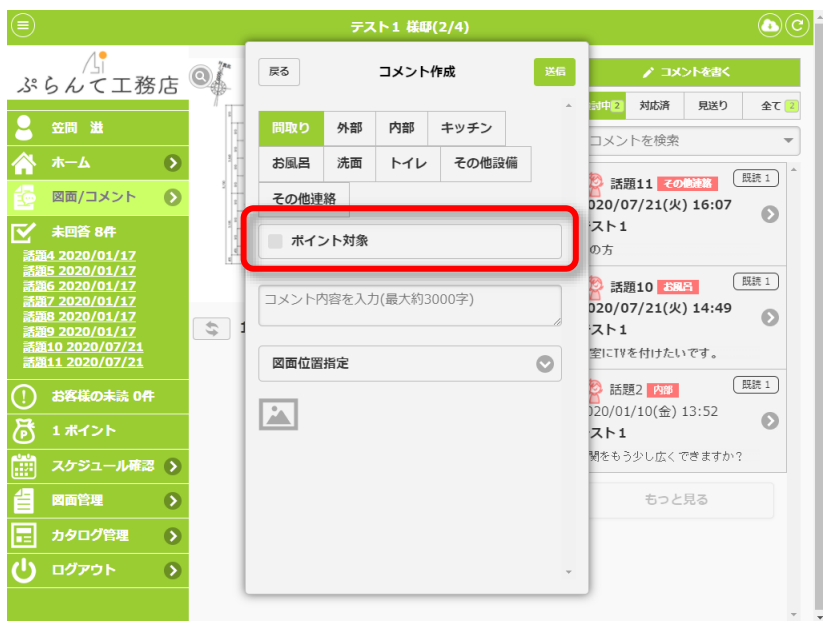 テスト1 様邸(2/4)
ぷらんて工務店
笠間 滋
ホーム
図面/コメント
未回答 8件
話題4 2020/01/17
話題5 2020/01/17
話題6 2020/01/17
話題7 2020/01/17
話題8 2020/01/17
話題9 2020/01/17
話題10 2020/07/21
話題11 2020/07/21
お客様の未読 0件
1 ポイント
スケジュール確認
図面管理
カタログ管理
ログアウト
戻る コメント作成 送信
間取り 外部 内部 キッチン
お風呂 洗面 トイレ その他設備
その他連絡
ポイント対象
コメント内容を入力(最大約3000字)
図面位置指定
コメントを書く
討中2 対応済 見送り 全て 2
コメントを検索
話題11 その他連絡 既読 1
020/07/21(火) 16:07
スト1
の方
話題10 お風呂 既読 1
020/07/21(火) 14:49
スト1
室にTVを付けたいです。
話題2 内部 既読 1
020/01/10(金) 13:52
スト1
関をもう少し広くできますか?
もっと見る